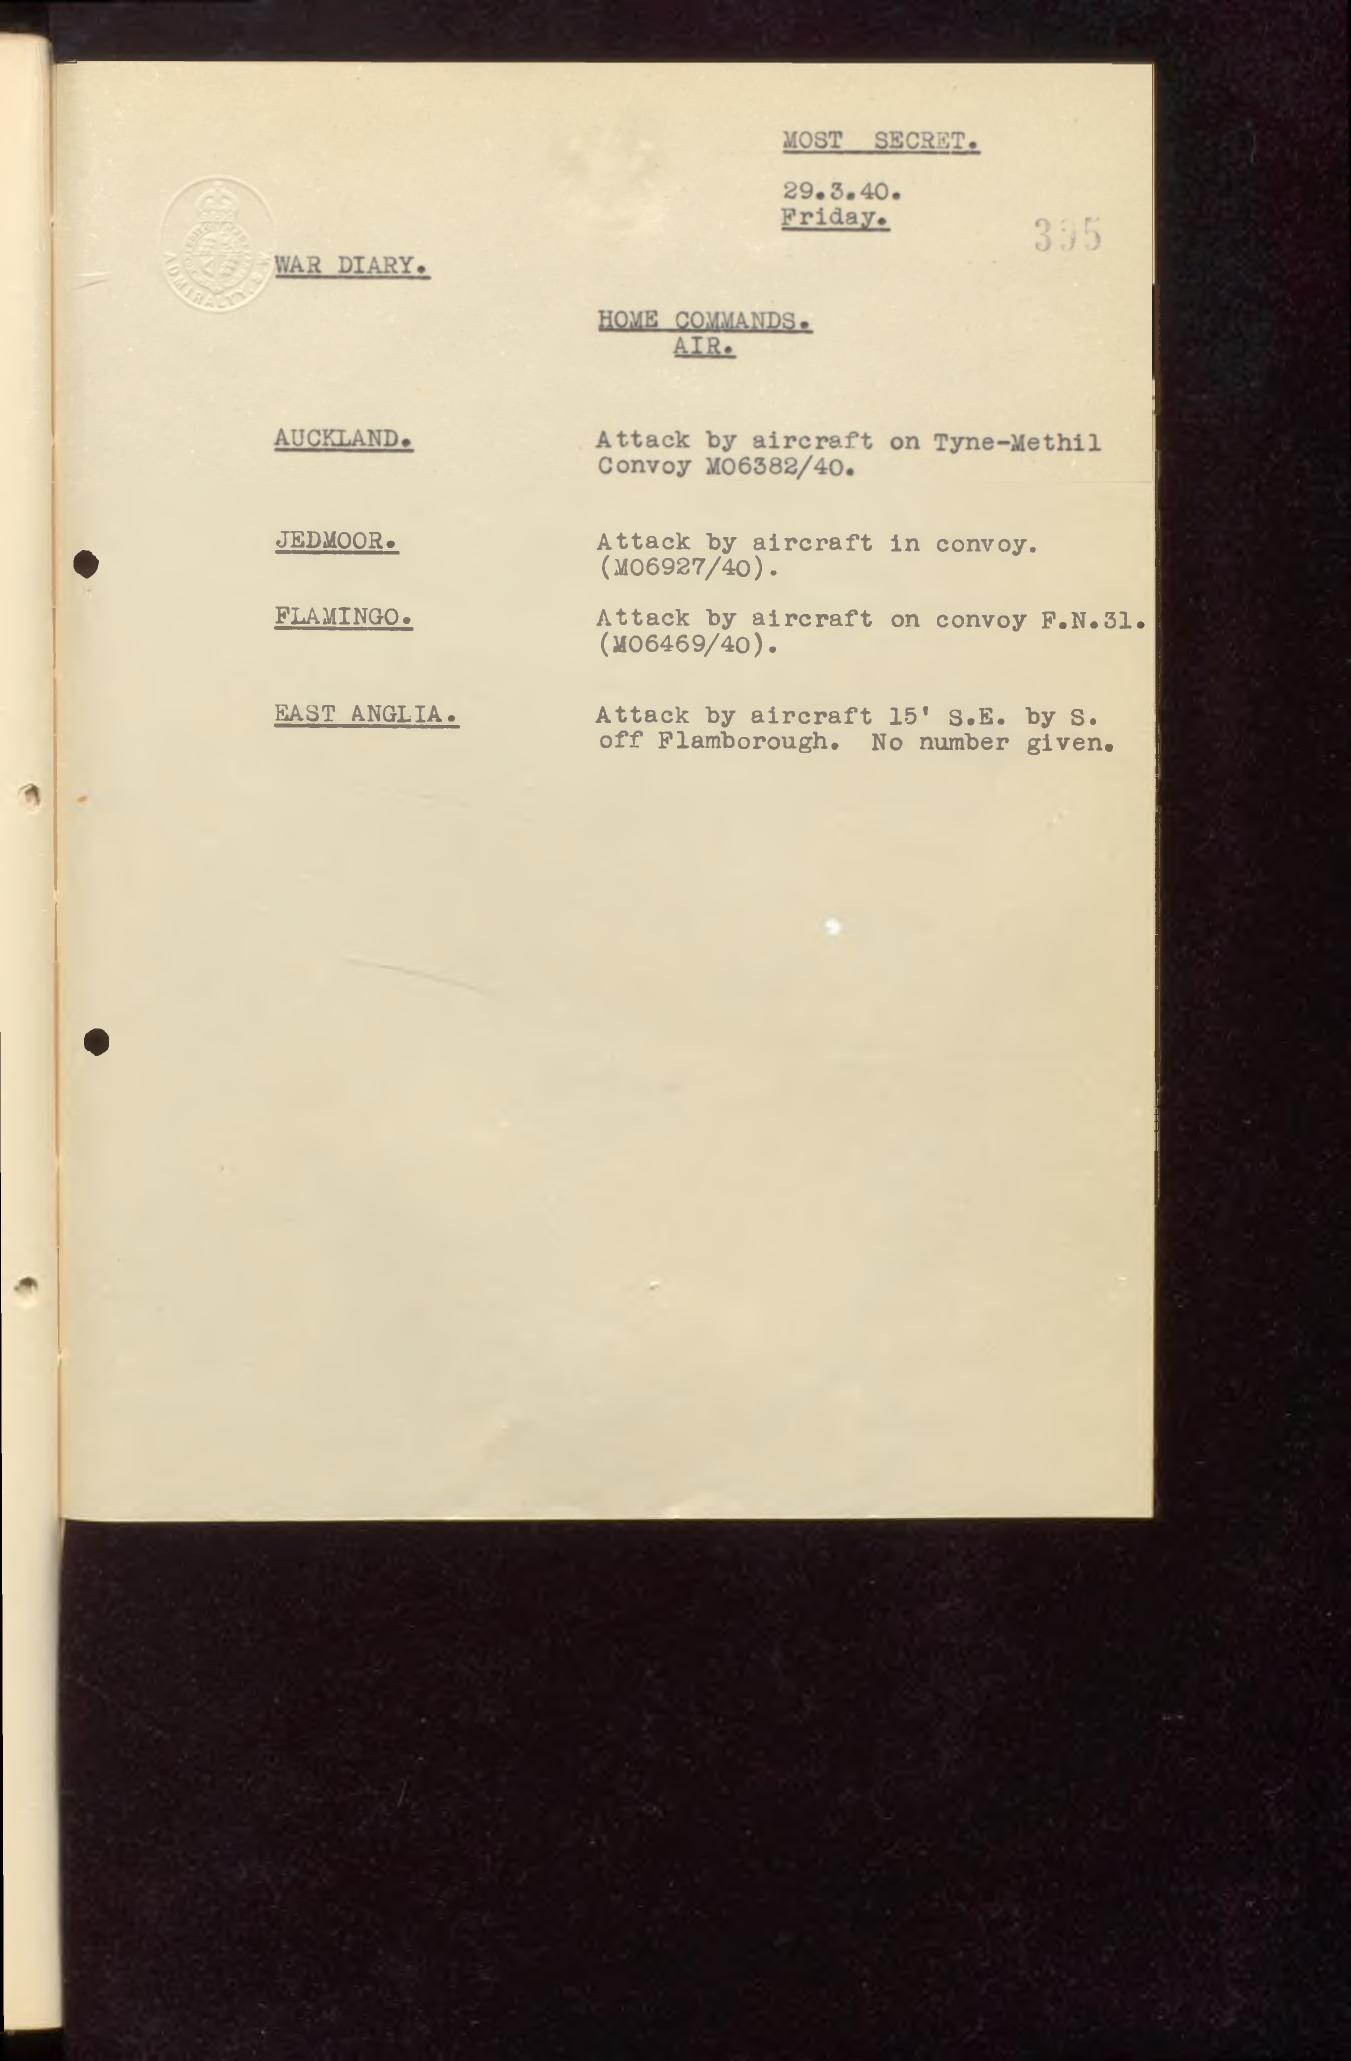 MOST SECRET.
29.3.40.
Friday.
395
ADMIRALTY. S.W
WAR DIARY.
HOME COMMANDS.
AIR.
AUCKLAND. Attack by aircraft on Tyne-Methil
Convoy M06382/40.
JEDMOOR. Attack by aircraft in convoy.
(M06927/40).
FLAMINGO. Attack by aircraft on convoy F.N.31.
(M06469/40).
EAST ANGLIA. Attack by aircraft 15' S.E. by S.
off Flamborough. No number given.